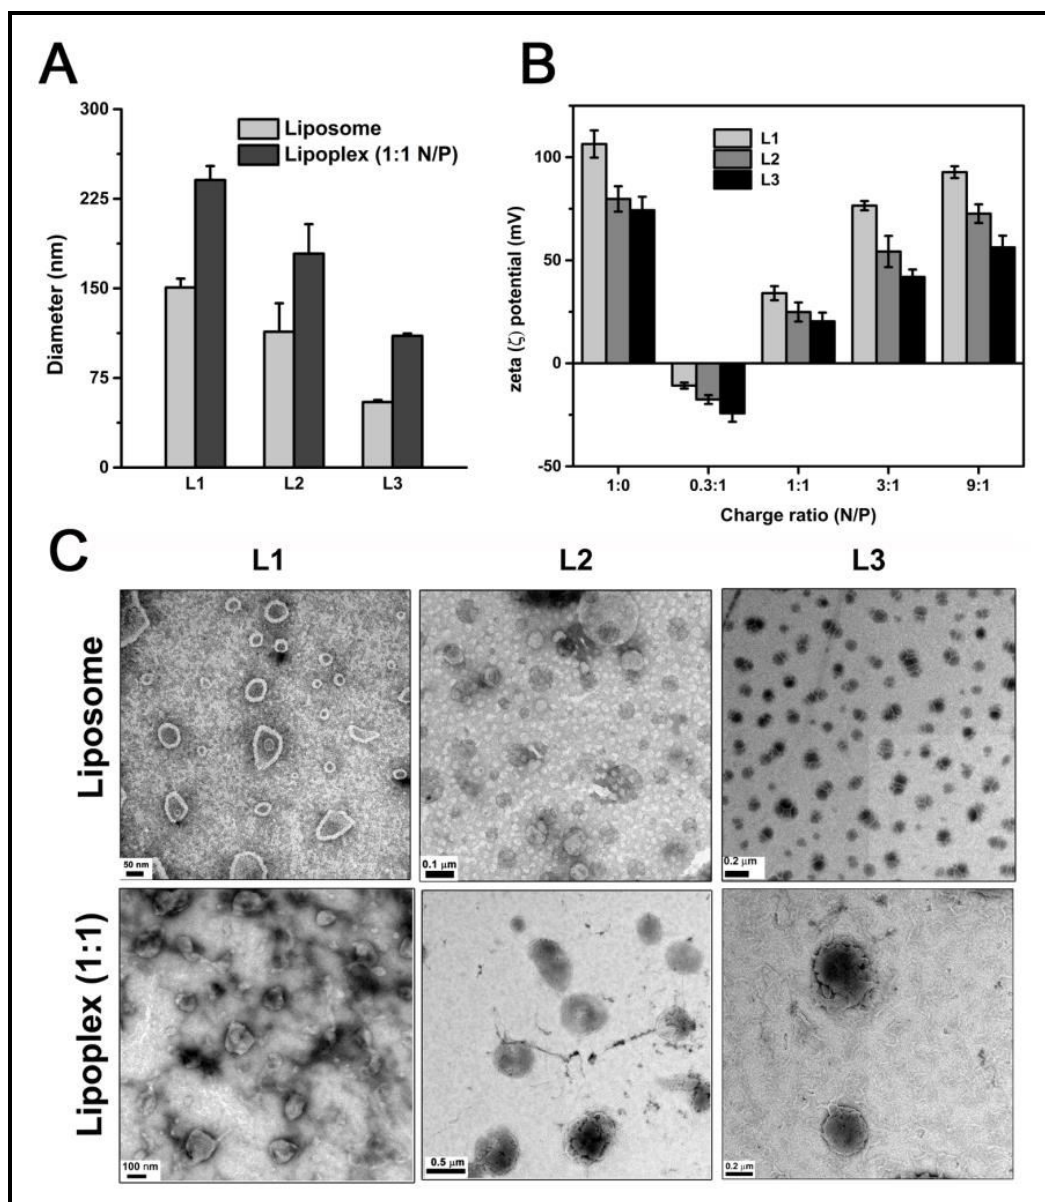 A
300
225
150
75
0
Diameter (nm)
Liposome
Lipoplex (1:1 N/P)
L1
L2
L3
B
100
50
0
-50
zeta (ζ) potential (mV)
L1
L2
L3
1:0
0.3:1
1:1
3:1
9:1
Charge ratio (N/P)
C
L1
L2
L3
Liposome
50 nm
0.1 µm
0.2 µm
Lipoplex (1:1)
100 nm
0.5 µm
0.2 µm